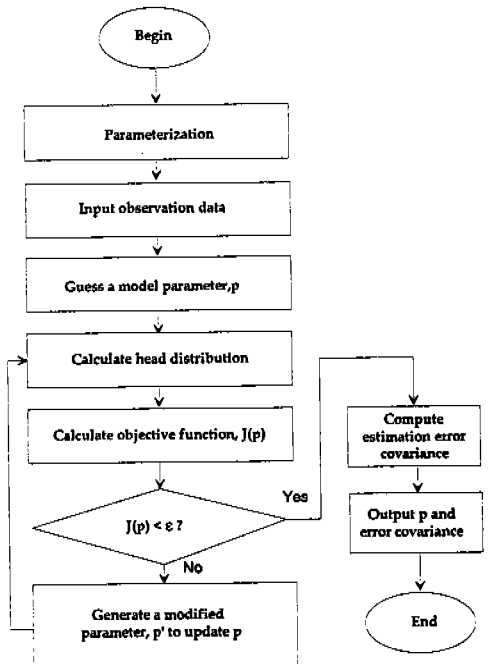 Begin
Parameterization
Input observation data
Guess a model parameter,p
Calculate head distribution
Calculate objective function, J(p)
J(p) < ε ?
Yes
No
Generate a modified
parameter, p' to update p
Compute
estimation error
covariance
Output p and
error covariance
End